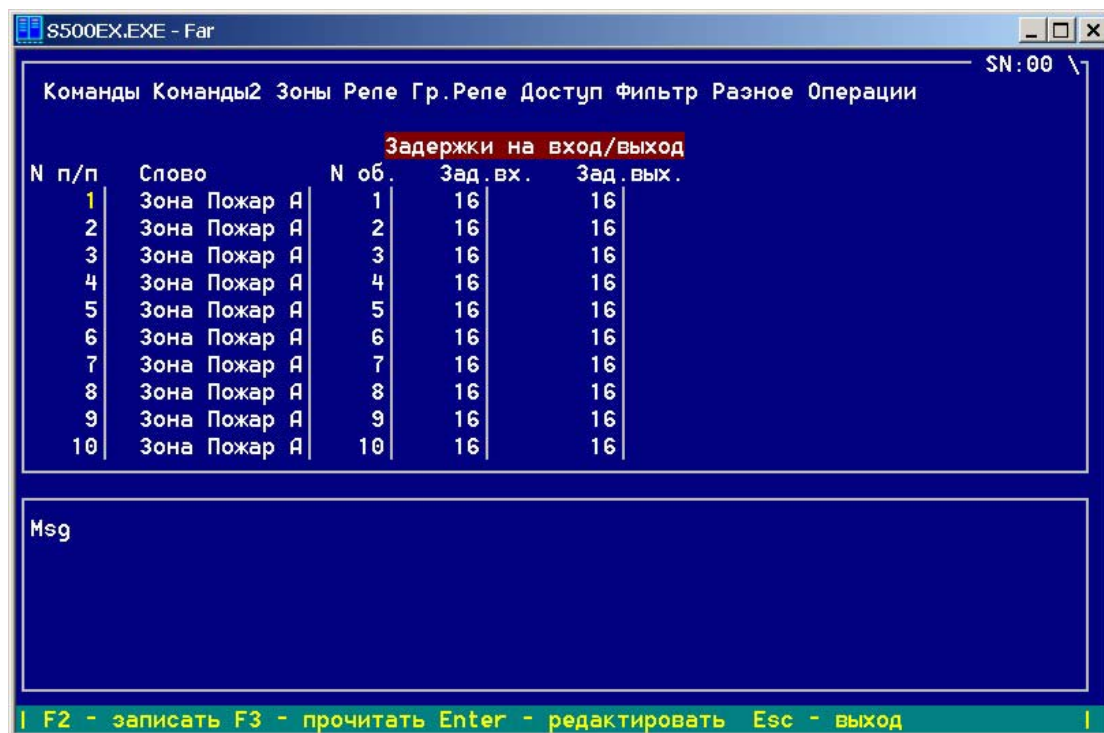 S500EX.EXE - Far
SN:00 \
Команды Команды2 Зоны Реле Гр.Реле Доступ Фильтр Разное Операции
Задержки на вход/выход
N п/п Слово N об. Зад.вх. Зад.вых.
1 Зона Пожар А 1 16 16
2 Зона Пожар А 2 16 16
3 Зона Пожар А 3 16 16
4 Зона Пожар А 4 16 16
5 Зона Пожар А 5 16 16
6 Зона Пожар А 6 16 16
7 Зона Пожар А 7 16 16
8 Зона Пожар А 8 16 16
9 Зона Пожар А 9 16 16
10 Зона Пожар А 10 16 16
Msg
| F2 - записать F3 - прочитать Enter - редактировать Esc - выход |